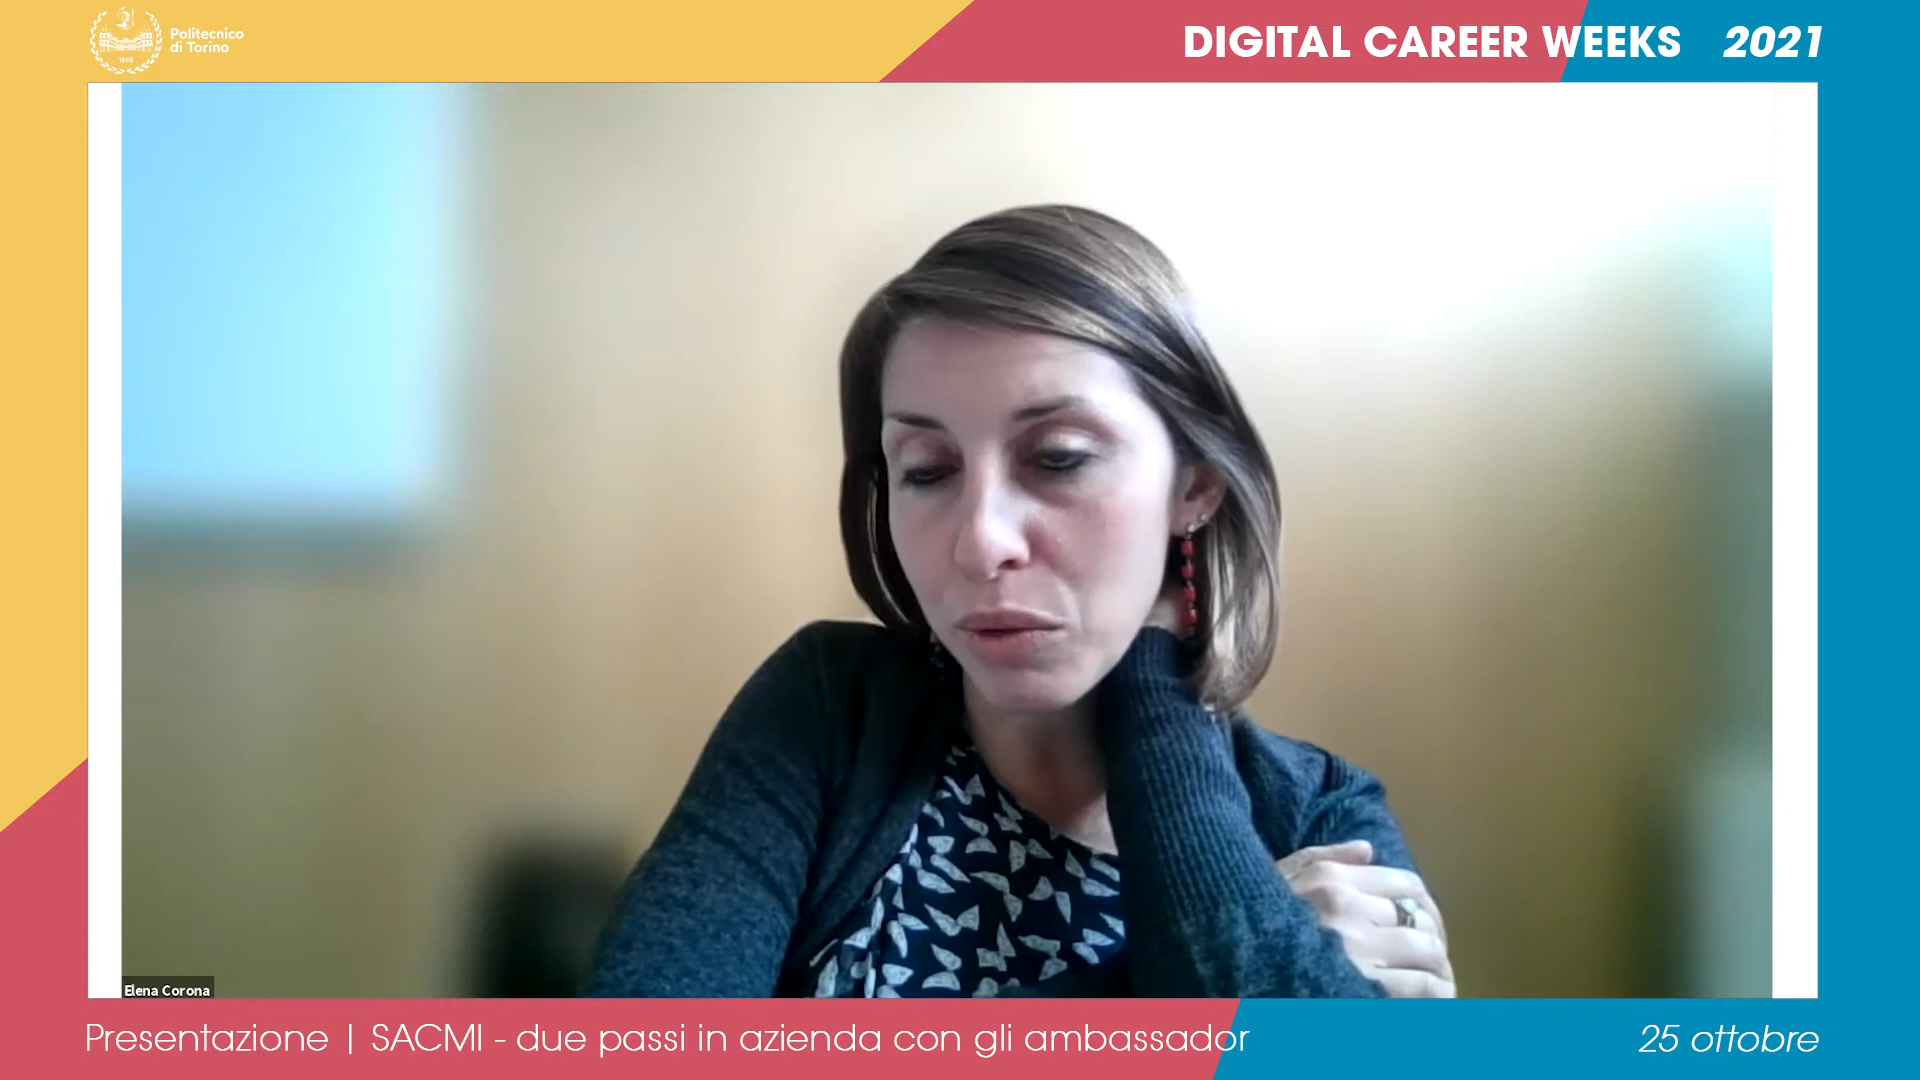 Politecnico
di Torino
1859
DIGITAL CAREER WEEKS 2021
Elena Corona
Presentazione | SACMI - due passi in azienda con gli ambassador
25 ottobre